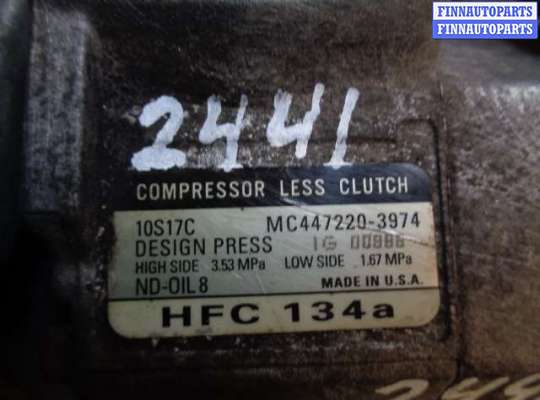 FINNAUTOPARTS
FINNAUTOPARTS
2441
COMPRESSOR LESS CLUTCH
10S17C MC447220-3974
DESIGN PRESS IG
HIGH SIDE 3.53 MPa LOW SIDE 1.67 MPa
ND-OIL 8 MADE IN U.S.A.
HFC 134a